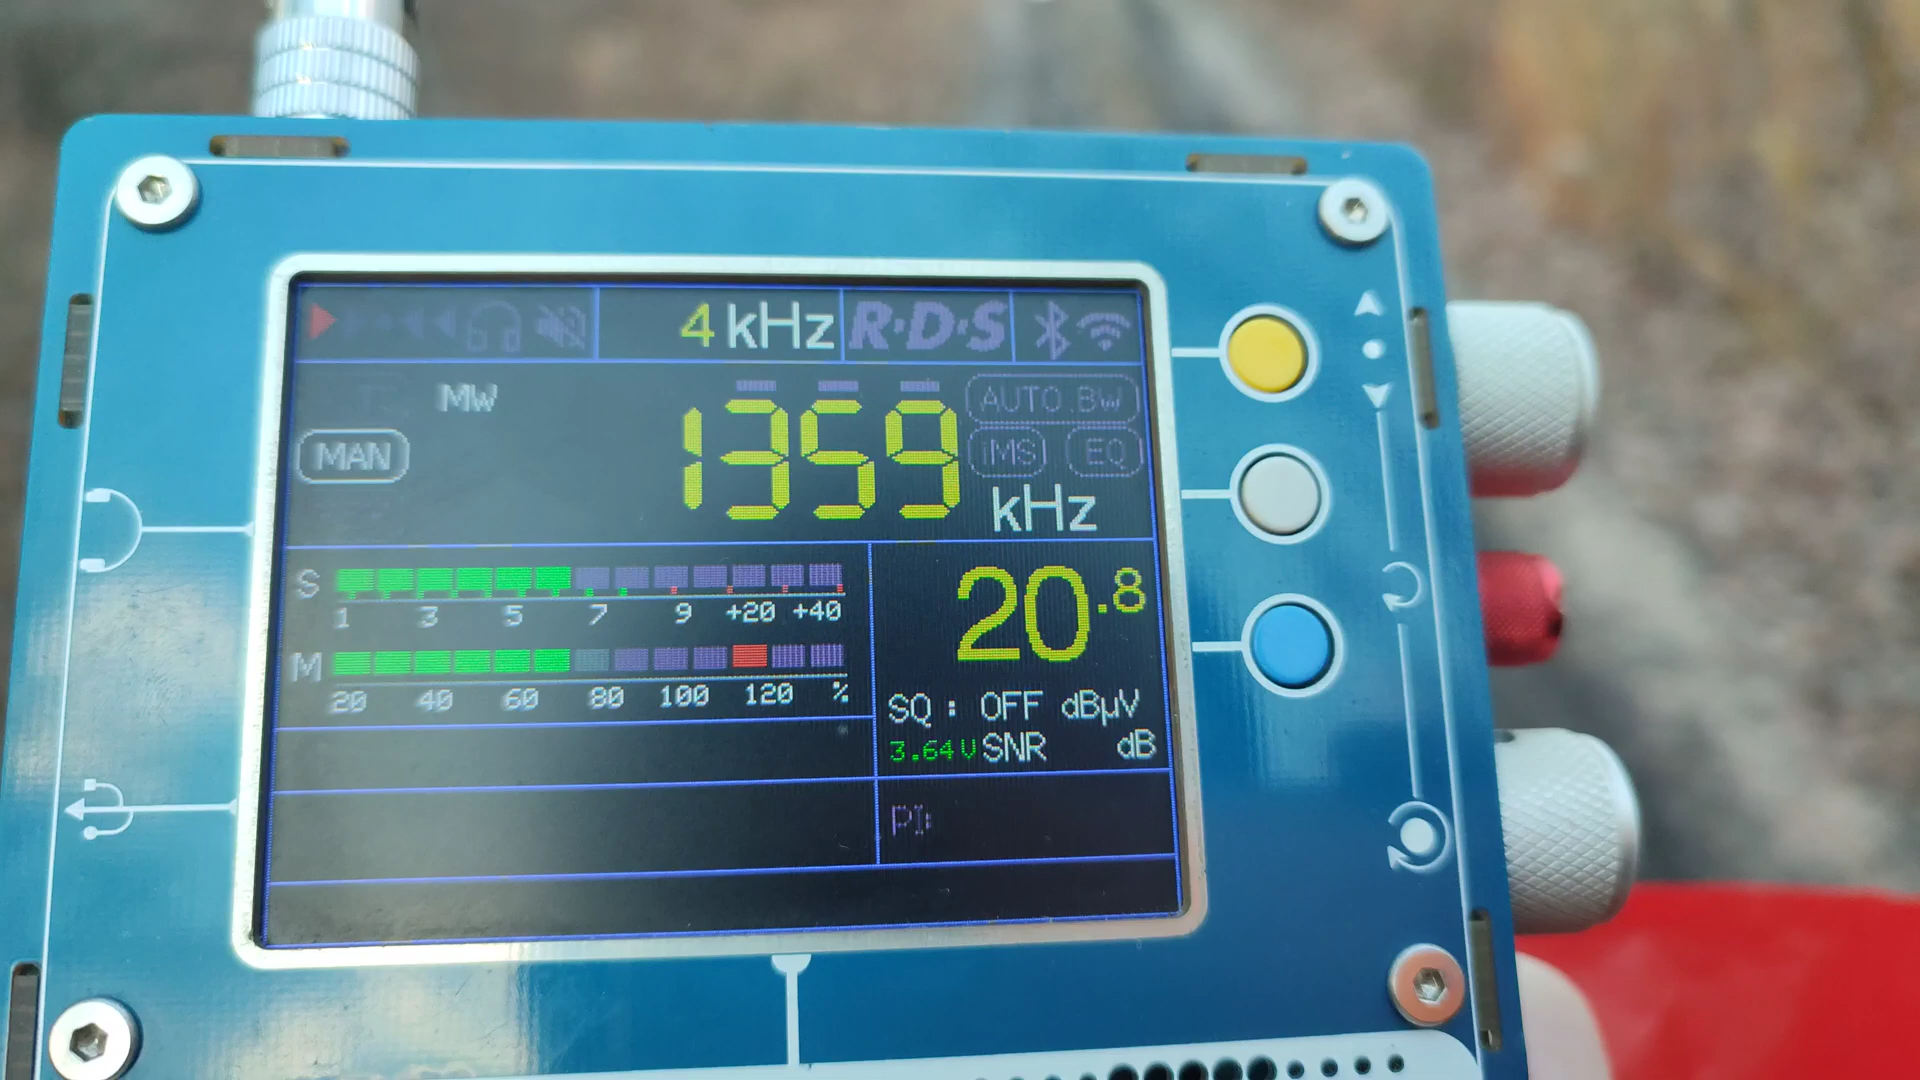 4 kHz R·D·S
MW 1359 AUTO.BW
MAN iMS EQ
kHz
S
1 3 5 7 9 +20 +40
20.8
M
20 40 60 80 100 120 %
SQ : OFF dBµV
3.64V SNR dB
PI: